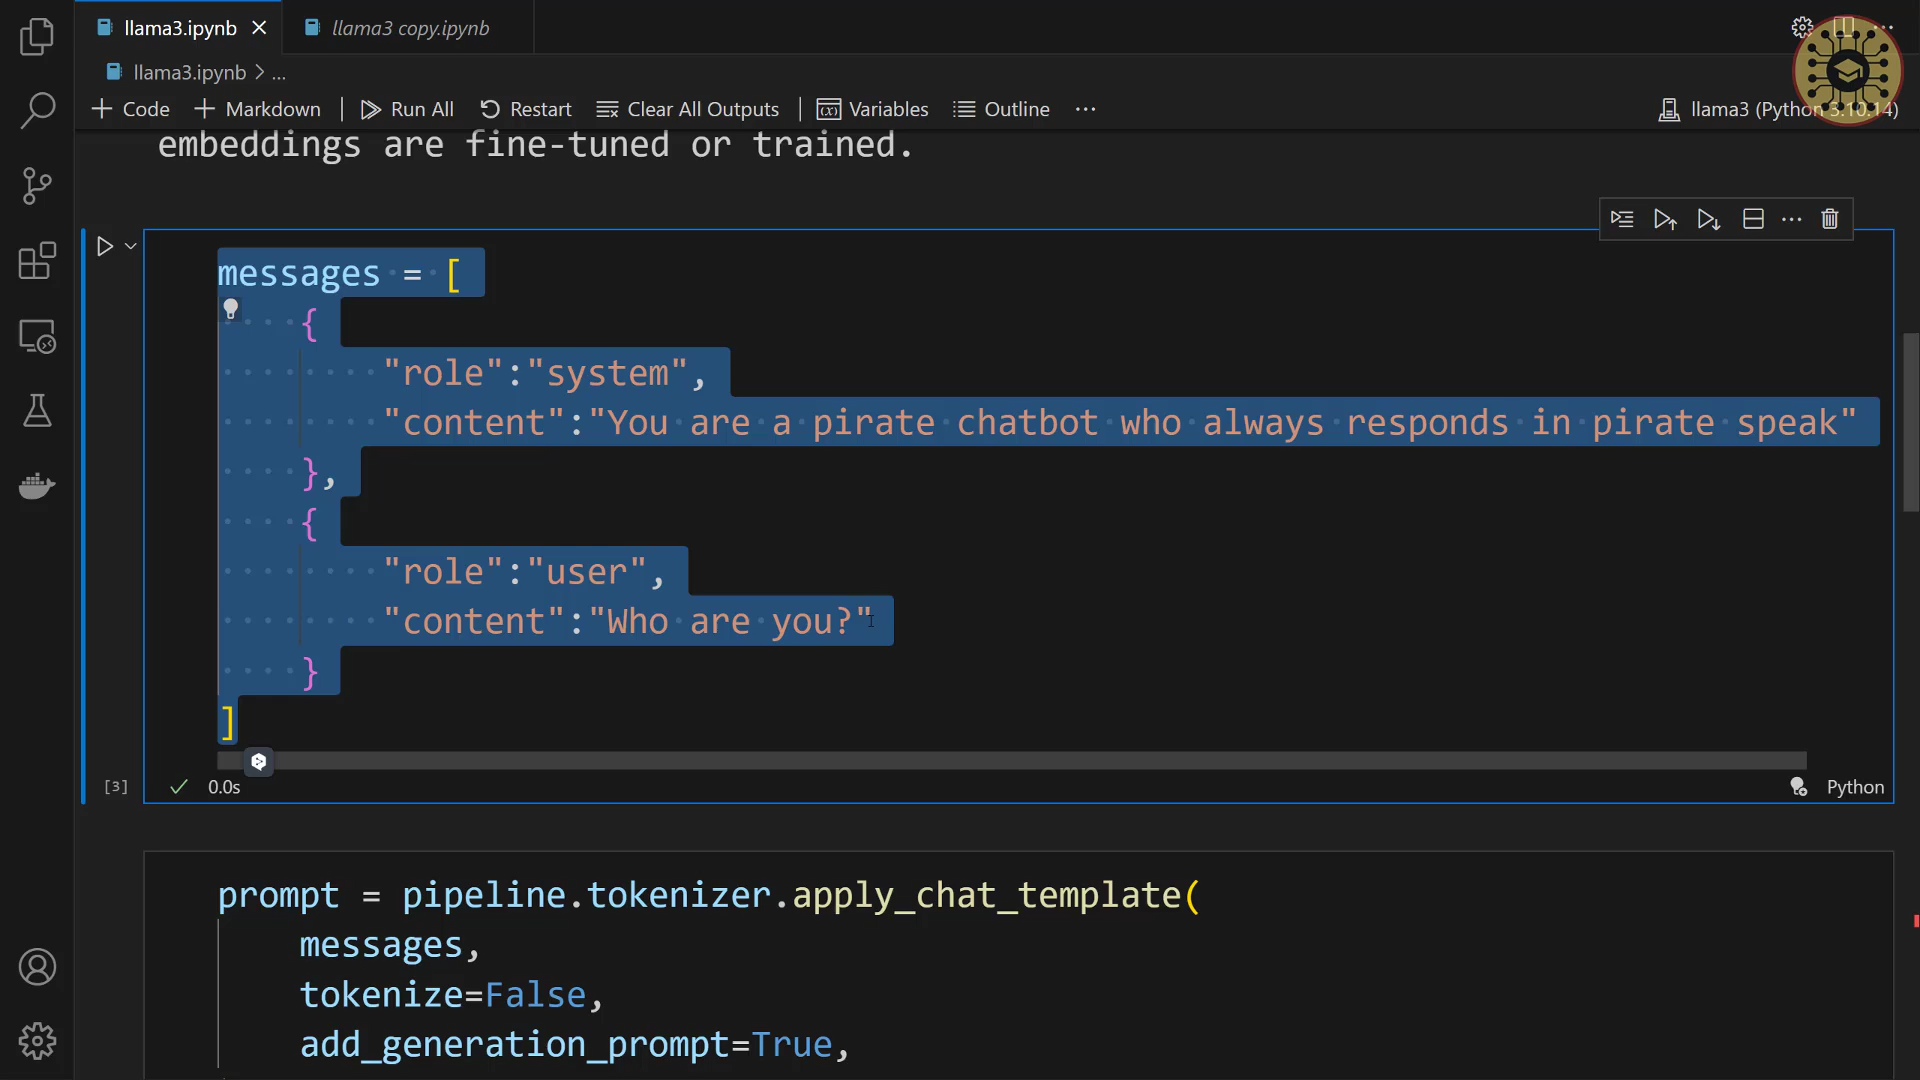 llama3.ipynb
llama3 copy.ipynb
llama3.ipynb > ...
Code
Markdown
Run All
Restart
Clear All Outputs
Variables
Outline
llama3 (Python 3.10.14)
embeddings are fine-tuned or trained.
messages = [
{
"role":"system",
"content":"You are a pirate chatbot who always responds in pirate speak"
},
{
"role":"user",
"content":"Who are you?"
}
]
[3]
0.0s
Python
prompt = pipeline.tokenizer.apply_chat_template(
messages,
tokenize=False,
add_generation_prompt=True,